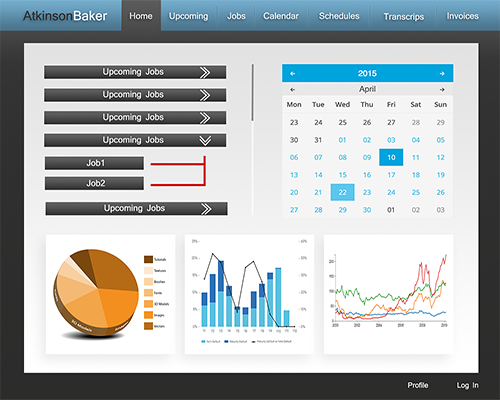 AtkinsonBaker Home Upcoming Jobs Calendar Schedules Transcrips Invoices
Upcoming Jobs
Upcoming Jobs
Upcoming Jobs
Upcoming Jobs
Job1
Job2
Upcoming Jobs
2015
April
Mon Tue Wed Thu Fri Sat Sun
23 24 25 26 27 28 29
30 31 01 02 03 04 05
06 07 08 09 10 11 12
13 14 15 16 17 18 19
20 21 22 23 24 25 26
27 28 29 30 01 02 03
Tutorials
Textures
Brushes
Fonts
3D Models
Images
Vectors
Profile Log In